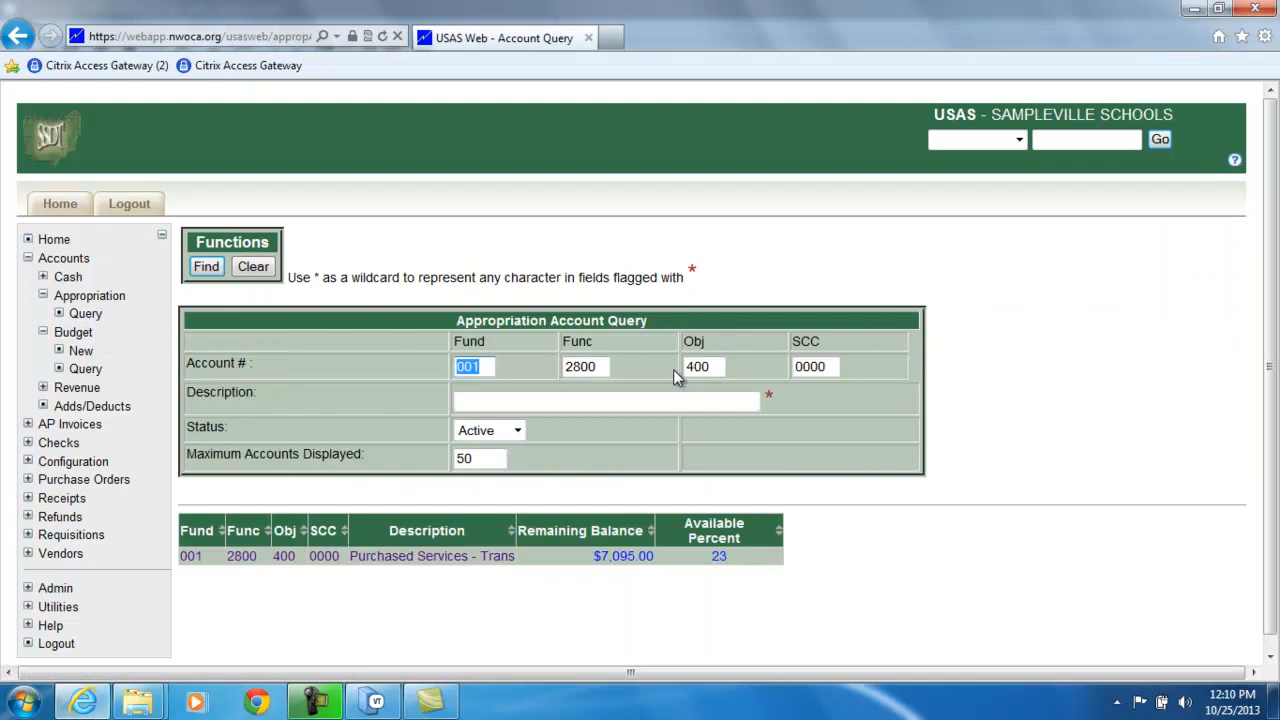 https://webapp.nwoca.org/usasweb/approp
USAS Web - Account Query
Citrix Access Gateway (2)
Citrix Access Gateway
SSDT
USAS - SAMPLEVILLE SCHOOLS
Go
?
Home
Logout
Home
Accounts
Cash
Appropriation
Query
Budget
New
Query
Revenue
Adds/Deducts
AP Invoices
Checks
Configuration
Purchase Orders
Receipts
Refunds
Requisitions
Vendors
Admin
Utilities
Help
Logout
Functions
Find Clear
Use * as a wildcard to represent any character in fields flagged with *
Appropriation Account Query
Fund Func Obj SCC
Account # : 001 2800 400 0000
Description: *
Status: Active
Maximum Accounts Displayed: 50
Fund Func Obj SCC Description Remaining Balance Available Percent
001 2800 400 0000 Purchased Services - Trans $7,095.00 23
12:10 PM
10/25/2013